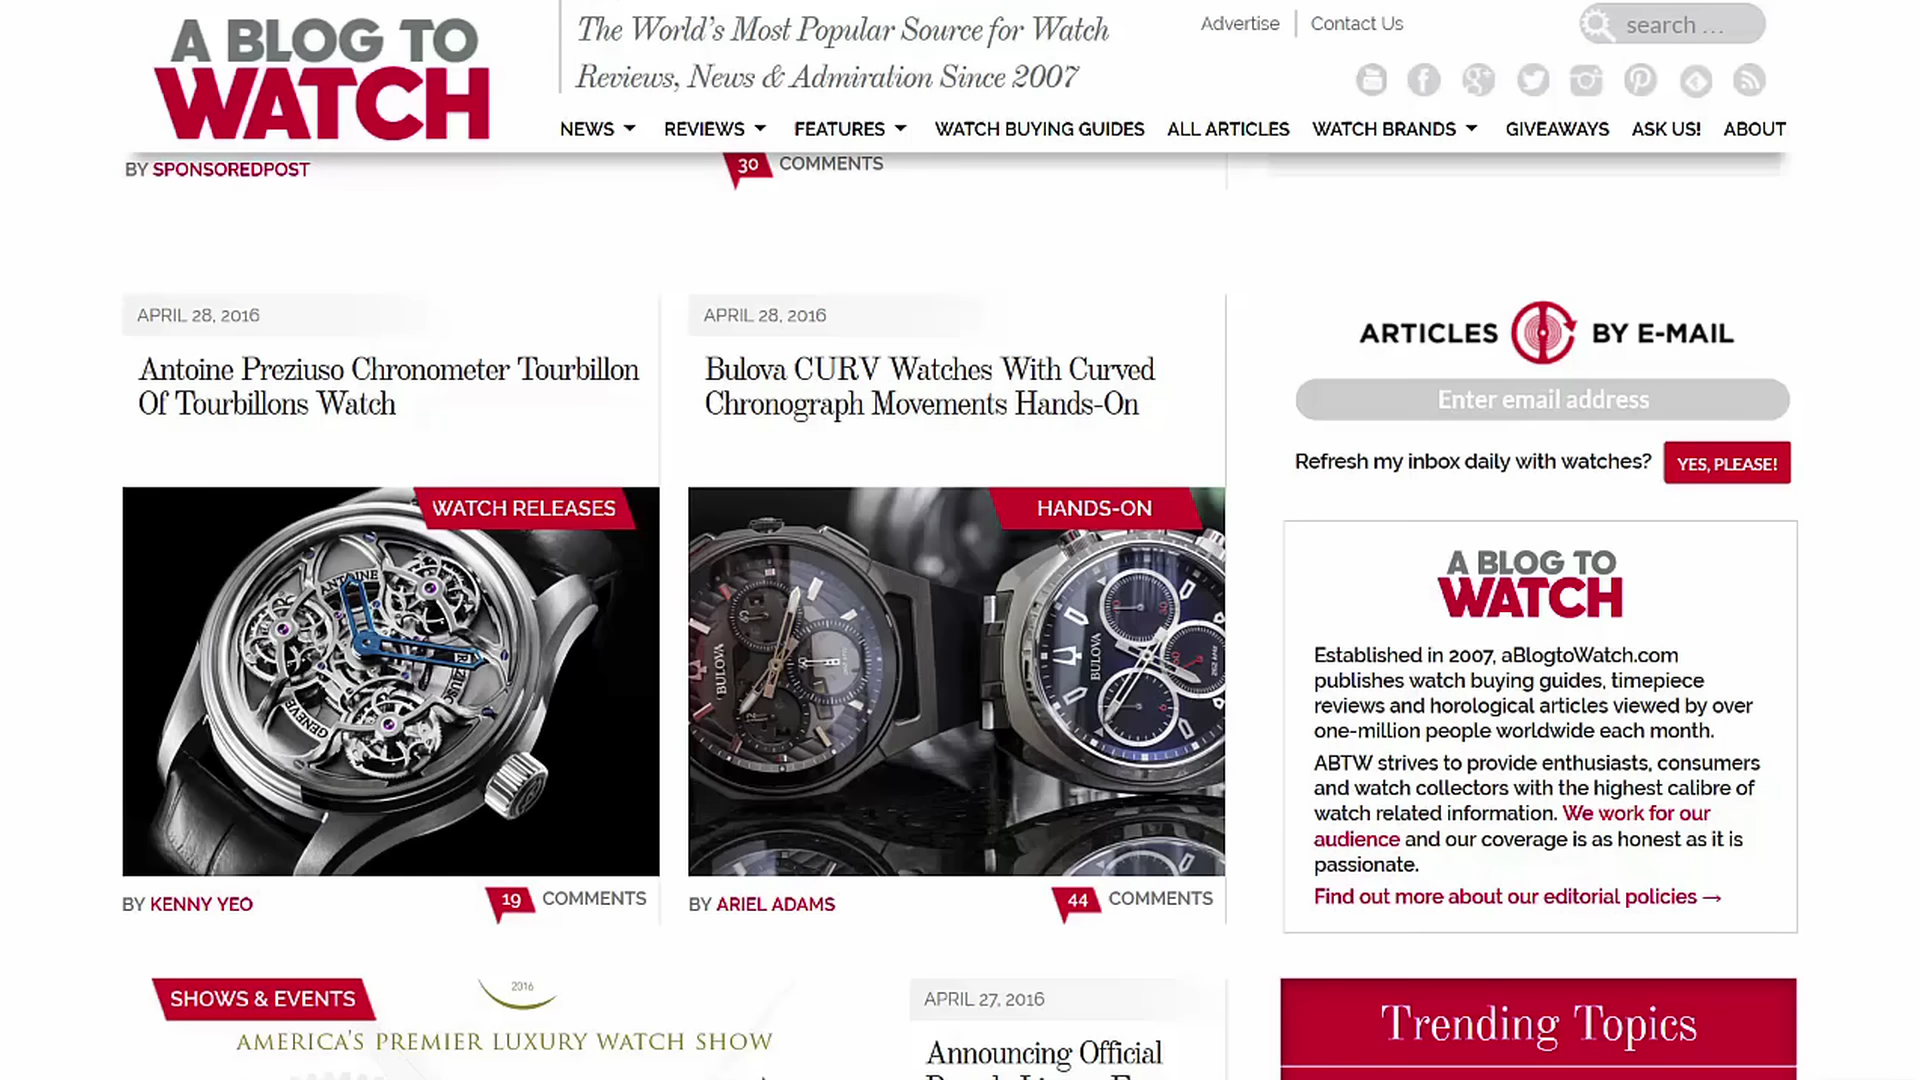 A BLOG TO
WATCH
The World's Most Popular Source for Watch
Reviews, News & Admiration Since 2007
Advertise
Contact Us
search ...
NEWS
REVIEWS
FEATURES
WATCH BUYING GUIDES
ALL ARTICLES
WATCH BRANDS
GIVEAWAYS
ASK US!
ABOUT
BY SPONSOREDPOST
30 COMMENTS
APRIL 28, 2016
Antoine Preziuso Chronometer Tourbillon
Of Tourbillons Watch
WATCH RELEASES
ANTOINE
GENEVE
BY KENNY YEO
19 COMMENTS
APRIL 28, 2016
Bulova CURV Watches With Curved
Chronograph Movements Hands-On
HANDS-ON
BULOVA
BULOVA
BY ARIEL ADAMS
44 COMMENTS
ARTICLES BY E-MAIL
Enter email address
Refresh my inbox daily with watches?
YES, PLEASE!
A BLOG TO
WATCH
Established in 2007, aBlogtoWatch.com
publishes watch buying guides, timepiece
reviews and horological articles viewed by over
one-million people worldwide each month.
ABTW strives to provide enthusiasts, consumers
and watch collectors with the highest calibre of
watch related information. We work for our
audience and our coverage is as honest as it is
passionate.
Find out more about our editorial policies →
SHOWS & EVENTS
2016
AMERICA'S PREMIER LUXURY WATCH SHOW
APRIL 27, 2016
Announcing Official
Trending Topics